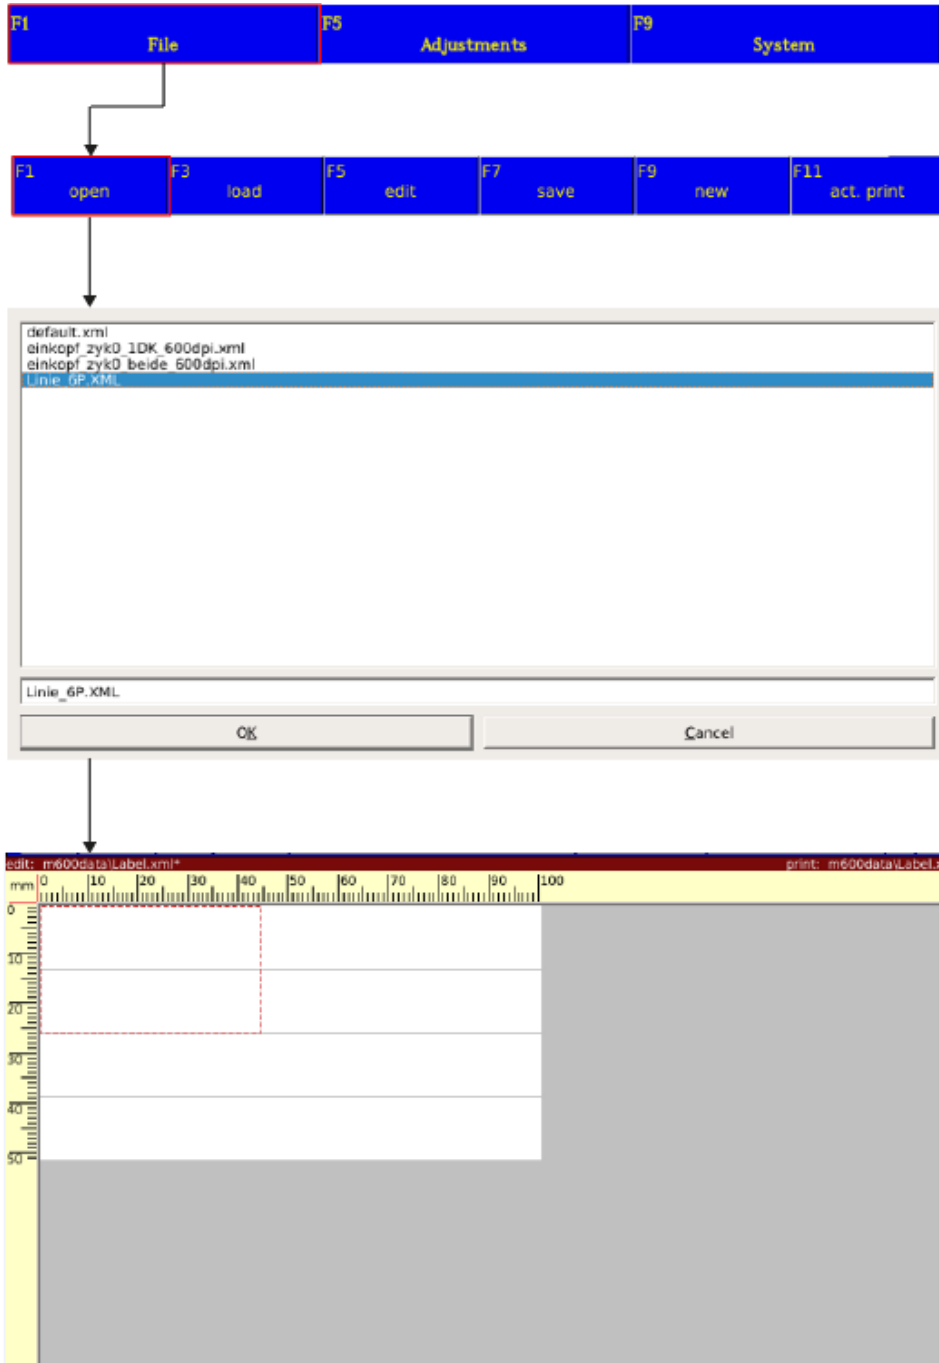 F1 F5 F9
File Adjustments System
F1 F3 F5 F7 F9 F11
open load edit save new act. print
default.xml
einkopf_zyk0_1DK_600dpi.xml
einkopf_zyk0_beide_600dpi.xml
Linie_6P.XML
Linie_6P.XML
OK Cancel
edit: m600data\Label.xml* print: m600data\Label.x
mm 0 10 20 30 40 50 60 70 80 90 100
0
10
20
30
40
50